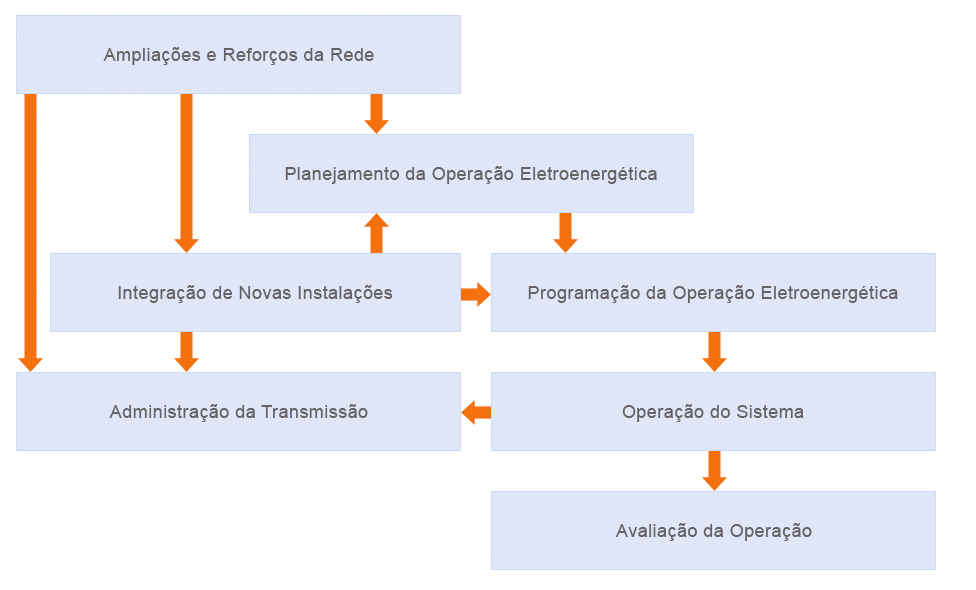 Ampliações e Reforços da Rede
Planejamento da Operação Eletroenergética
Integração de Novas Instalações
Programação da Operação Eletroenergética
Administração da Transmissão
Operação do Sistema
Avaliação da Operação